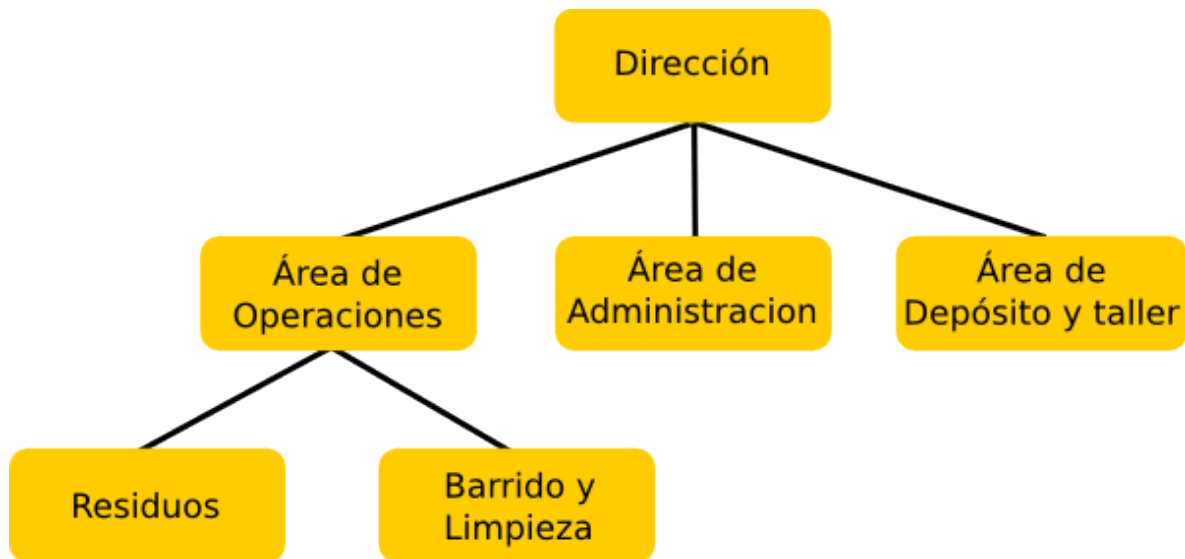 Dirección
Área de
Operaciones
Área de
Administracion
Área de
Depósito y taller
Residuos
Barrido y
Limpieza